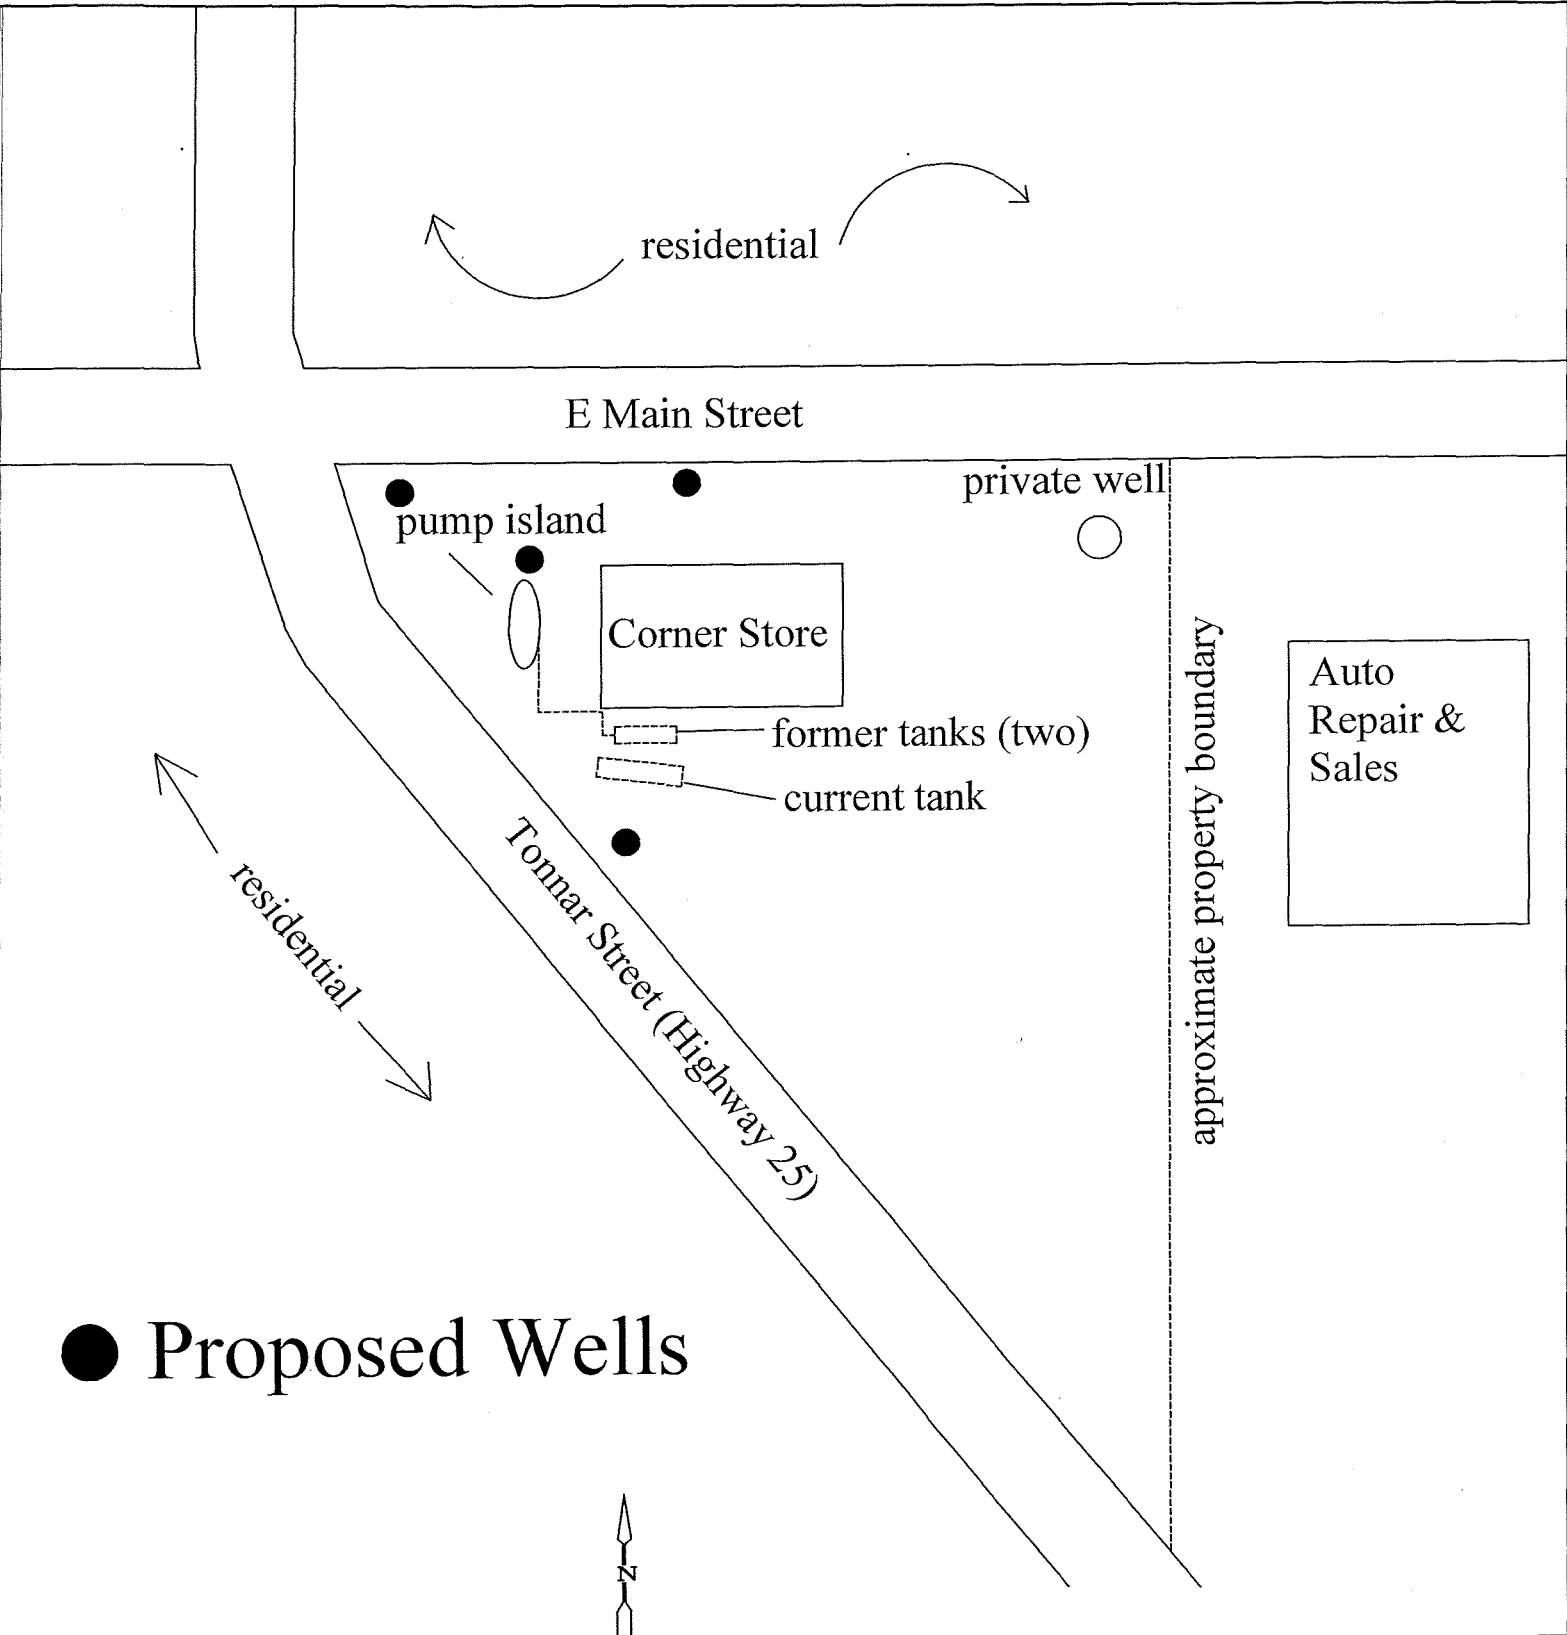 residential
E Main Street
private well
pump island
Corner Store
former tanks (two)
current tank
approximate property boundary
Auto
Repair &
Sales
Tonnar Street (Highway 25)
residential
Proposed Wells
N